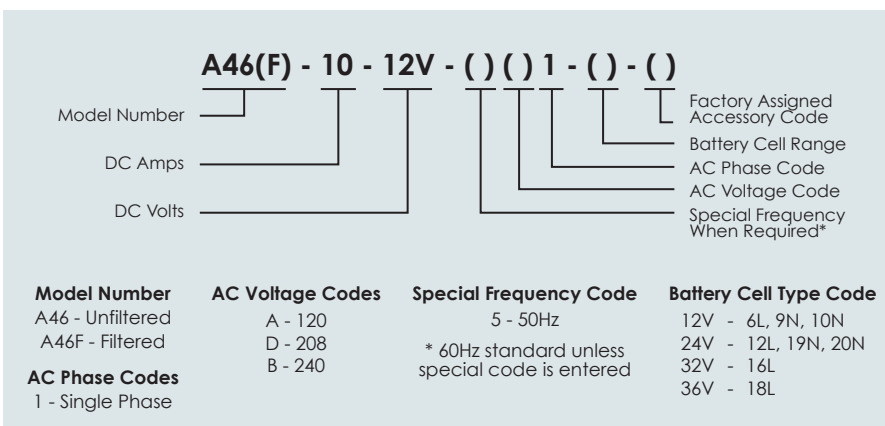 A46(F) - 10 - 12V - ( ) ( ) 1 - ( ) - ( )
Model Number
DC Amps
DC Volts
Factory Assigned
Accessory Code
Battery Cell Range
AC Phase Code
AC Voltage Code
Special Frequency
When Required*
Model Number
A46 - Unfiltered
A46F - Filtered
AC Phase Codes
1 - Single Phase
AC Voltage Codes
A - 120
D - 208
B - 240
Special Frequency Code
5 - 50Hz
* 60Hz standard unless
special code is entered
Battery Cell Type Code
12V - 6L, 9N, 10N
24V - 12L, 19N, 20N
32V - 16L
36V - 18L